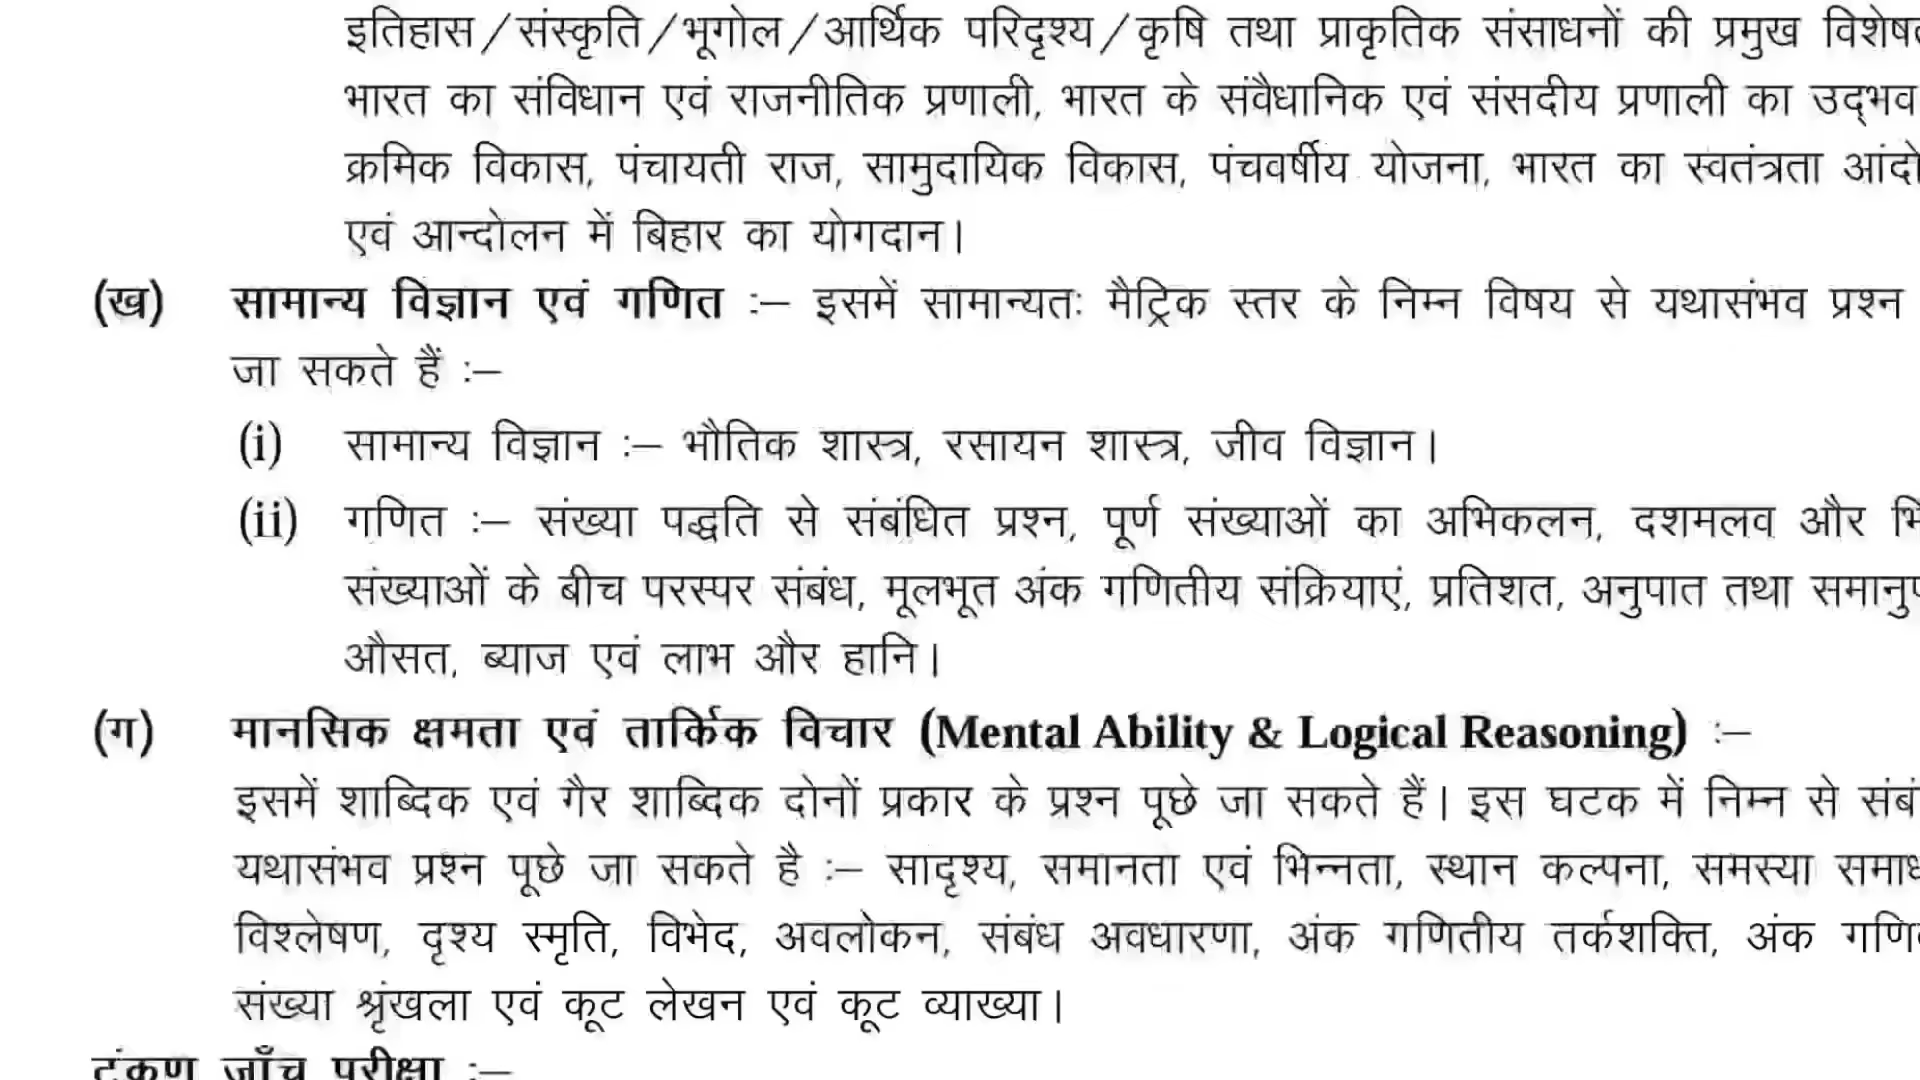 इतिहास/संस्कृति/भूगोल/आर्थिक परिदृश्य/कृषि तथा प्राकृतिक संसाधनों की प्रमुख
भारत का संविधान एवं राजनीतिक प्रणाली, भारत के संवैधानिक एवं संसदीय प्रणाली का उद्‌भव
क्रमिक विकास, पंचायती राज, सामुदायिक विकास, पंचवर्षीय योजना, भारत का स्वतंत्रता
एवं आन्दोलन में बिहार का योगदान।
(ख) सामान्य विज्ञान एवं गणित :– इसमें सामान्यतः मैट्रिक स्तर के निम्न विषय से यथासंभव प्रश्न
जा सकते हैं :–
(i) सामान्य विज्ञान :– भौतिक शास्त्र, रसायन शास्त्र, जीव विज्ञान।
(ii) गणित :– संख्या पद्धति से संबंधित प्रश्न, पूर्ण संख्याओं का अभिकलन, दशमलव और
संख्याओं के बीच परस्पर संबंध, मूलभूत अंक गणितीय संक्रियाएं, प्रतिशत, अनुपात तथा
औसत, ब्याज एवं लाभ और हानि।
(ग) मानसिक क्षमता एवं तार्किक विचार (Mental Ability & Logical Reasoning) :–
इसमें शाब्दिक एवं गैर शाब्दिक दोनों प्रकार के प्रश्न पूछे जा सकते हैं। इस घटक में निम्न से
यथासंभव प्रश्न पूछे जा सकते है :– सादृश्य, समानता एवं भिन्नता, स्थान कल्पना, समस्या
विश्लेषण, दृश्य स्मृति, विभेद, अवलोकन, संबंध अवधारणा, अंक गणितीय तर्कशक्ति, अंक
संख्या श्रृंखला एवं कूट लेखन एवं कूट व्याख्या।
टंकण जाँच परीक्षा :–